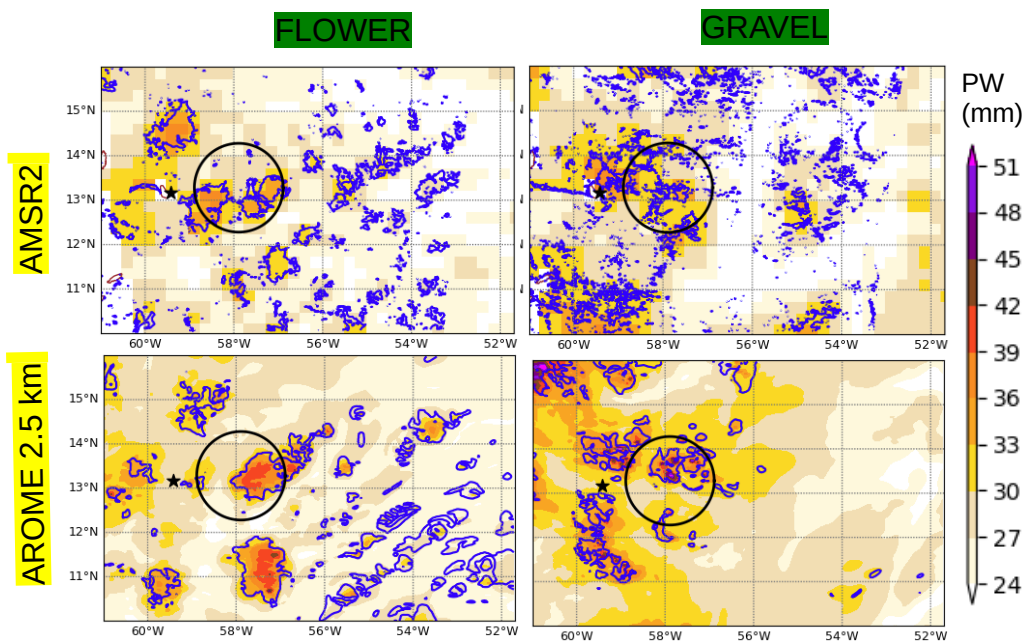 FLOWER
GRAVEL
PW
(mm)
AMSR2
15°N
14°N
13°N
12°N
11°N
60°W 58°W 56°W 54°W 52°W
60°W 58°W 56°W 54°W 52°W
AROME 2.5 km
15°N
14°N
13°N
12°N
11°N
60°W 58°W 56°W 54°W 52°W
60°W 58°W 56°W 54°W 52°W
51
48
45
42
39
36
33
30
27
24